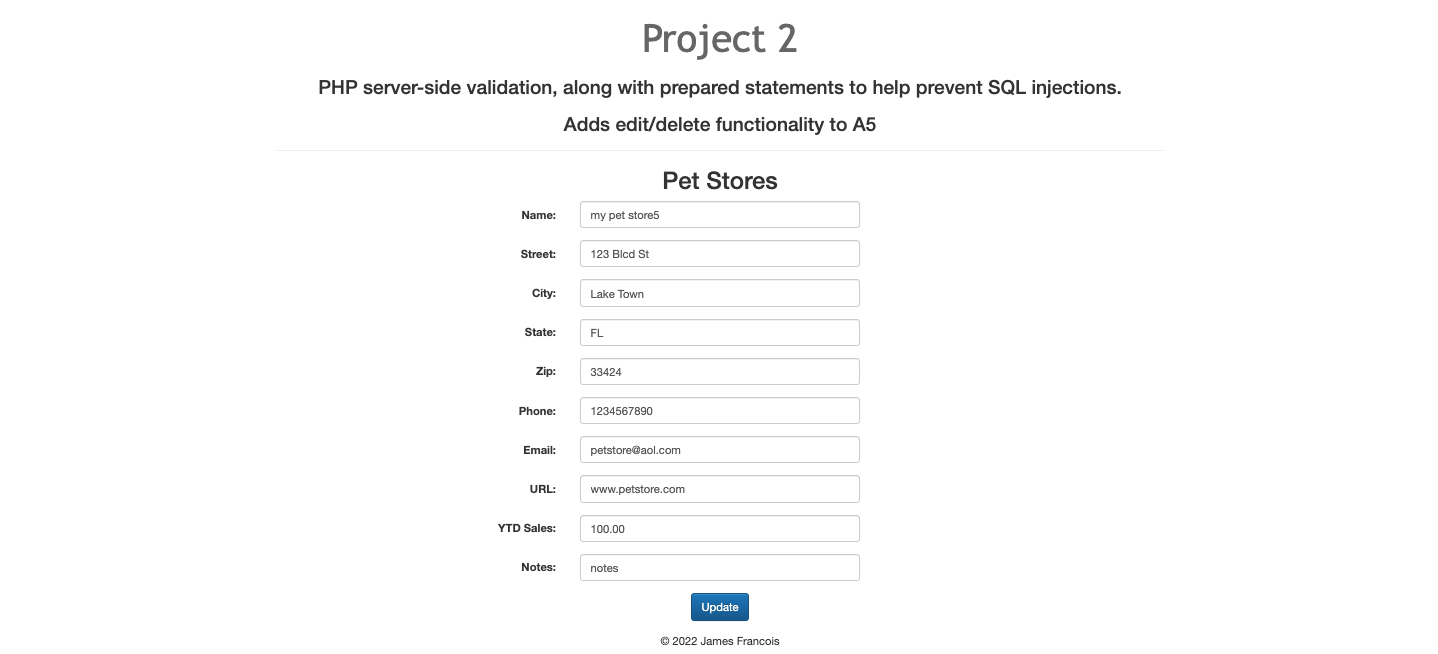 Project 2
PHP server-side validation, along with prepared statements to help prevent SQL injections.
Adds edit/delete functionality to A5
Pet Stores
Name: my pet store5
Street: 123 Blcd St
City: Lake Town
State: FL
Zip: 33424
Phone: 1234567890
Email: petstore@aol.com
URL: www.petstore.com
YTD Sales: 100.00
Notes: notes
Update
© 2022 James Francois